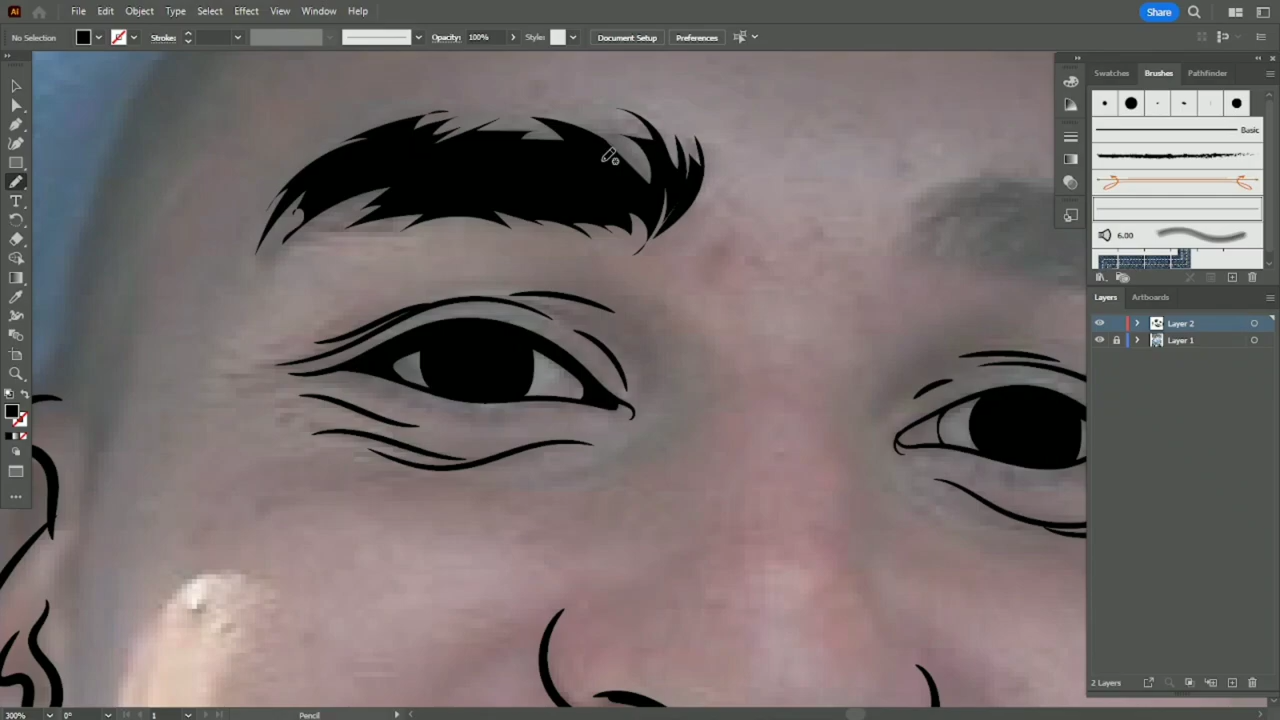 Ai File Edit Object Type Select Effect View Window Help Share
No Selection Stroke: Opacity: 100% Style: Document Setup Preferences
Swatches Brushes Pathfinder
Basic
6.00
Layers Artboards
Layer 2
Layer 1
2 Layers
300% 0° 1 Pencil